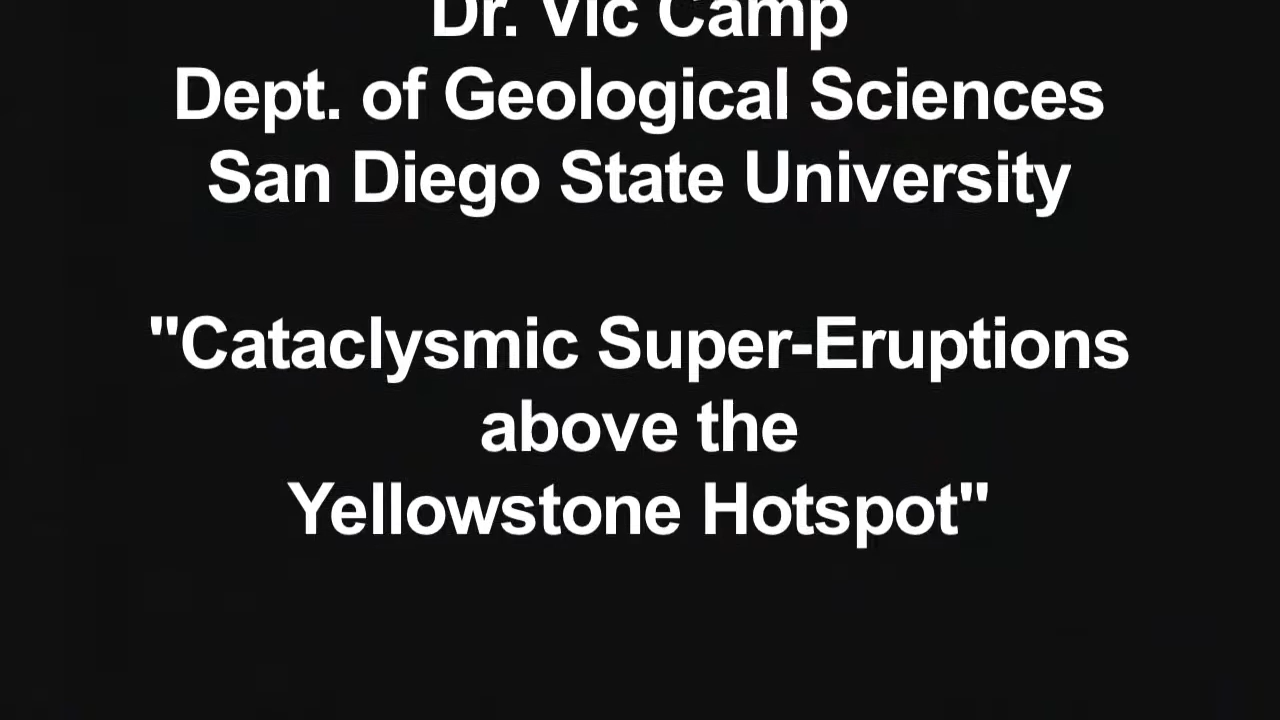 Dr. Vic Camp
Dept. of Geological Sciences
San Diego State University
"Cataclysmic Super-Eruptions
above the
Yellowstone Hotspot"